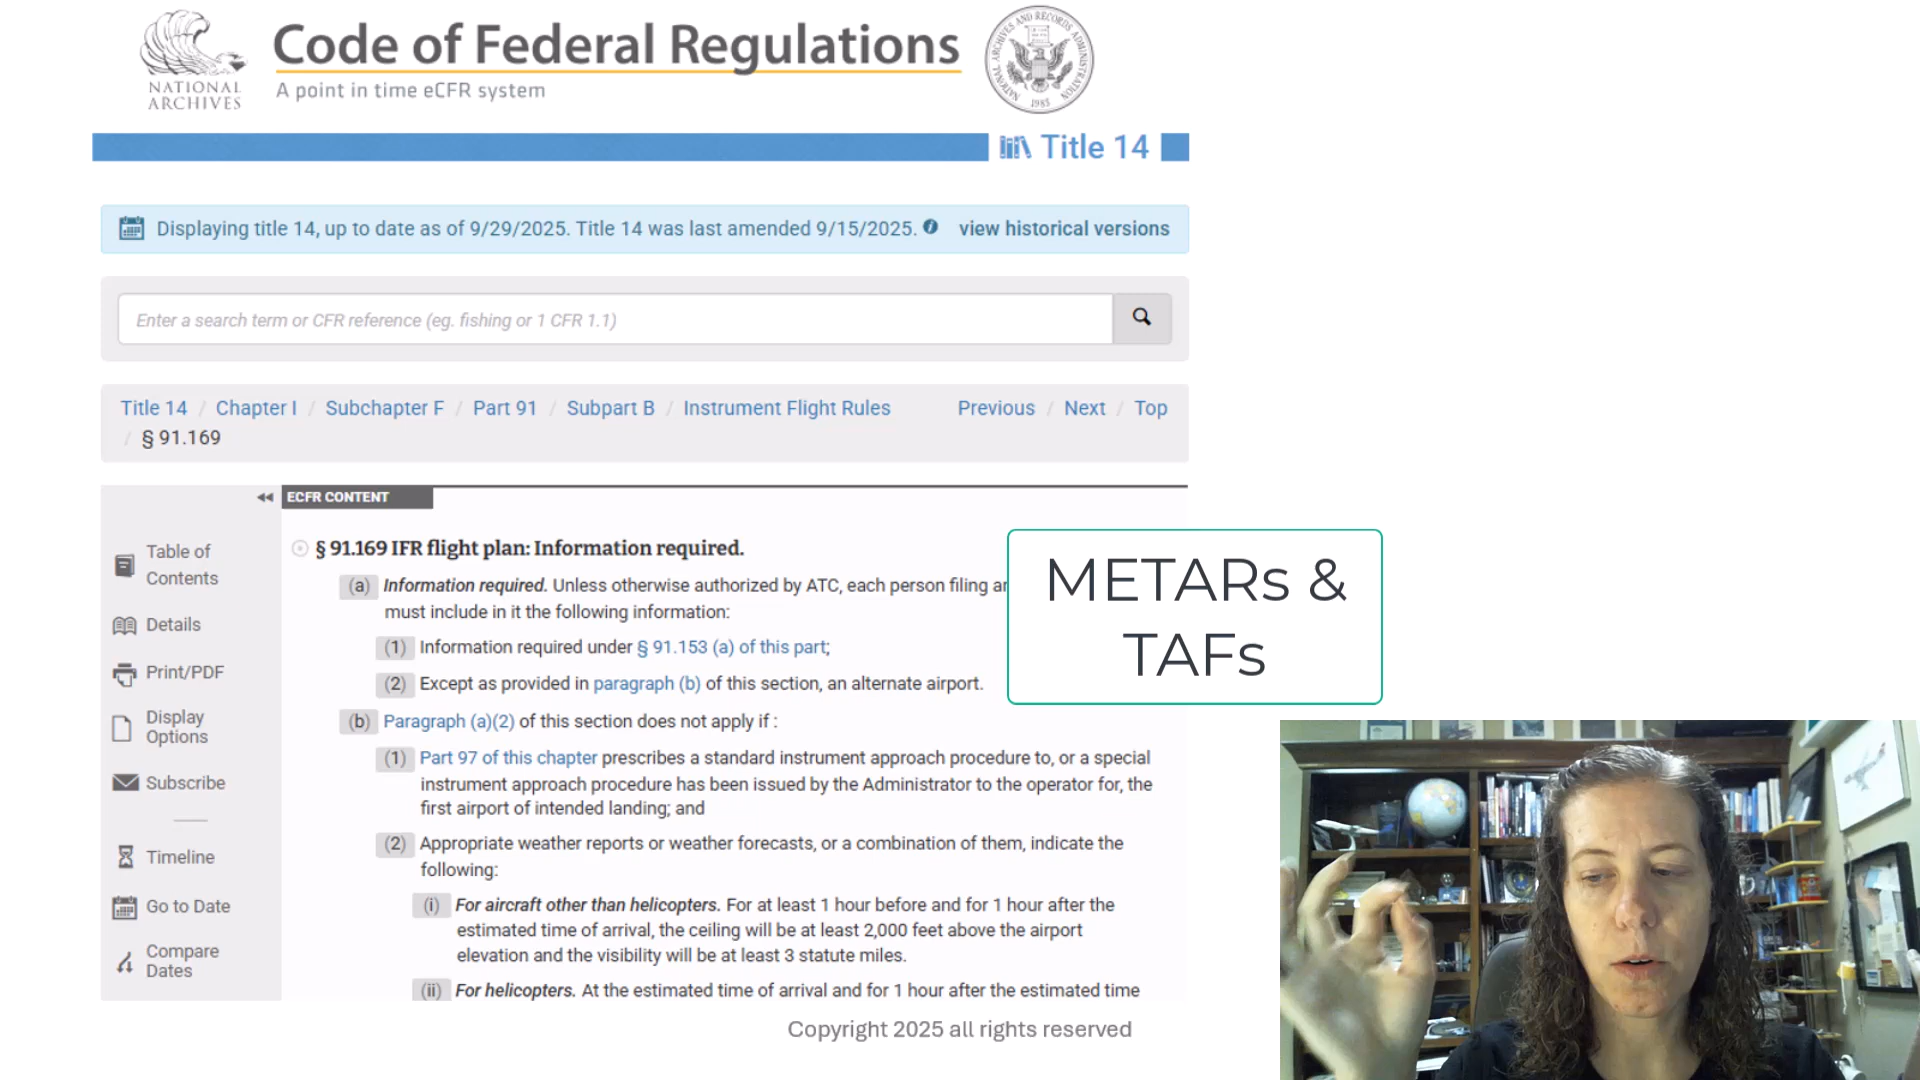 NATIONAL
ARCHIVES
Code of Federal Regulations
A point in time eCFR system
NATIONAL ARCHIVES AND RECORDS ADMINISTRATION
1985
Title 14
Displaying title 14, up to date as of 9/29/2025. Title 14 was last amended 9/15/2025. view historical versions
Enter a search term or CFR reference (eg. fishing or 1 CFR 1.1)
Title 14 / Chapter I / Subchapter F / Part 91 / Subpart B / Instrument Flight Rules Previous / Next / Top
/ § 91.169
ECFR CONTENT
Table of
Contents
Details
Print/PDF
Display
Options
Subscribe
Timeline
Go to Date
Compare
Dates
§ 91.169 IFR flight plan: Information required.
(a) Information required. Unless otherwise authorized by ATC, each person filing
must include in it the following information:
(1) Information required under § 91.153 (a) of this part;
(2) Except as provided in paragraph (b) of this section, an alternate airport.
(b) Paragraph (a)(2) of this section does not apply if :
(1) Part 97 of this chapter prescribes a standard instrument approach procedure to, or a special
instrument approach procedure has been issued by the Administrator to the operator for, the
first airport of intended landing; and
(2) Appropriate weather reports or weather forecasts, or a combination of them, indicate the
following:
(i) For aircraft other than helicopters. For at least 1 hour before and for 1 hour after the
estimated time of arrival, the ceiling will be at least 2,000 feet above the airport
elevation and the visibility will be at least 3 statute miles.
(ii) For helicopters. At the estimated time of arrival and for 1 hour after the estimated time
METARs &
TAFs
Copyright 2025 all rights reserved